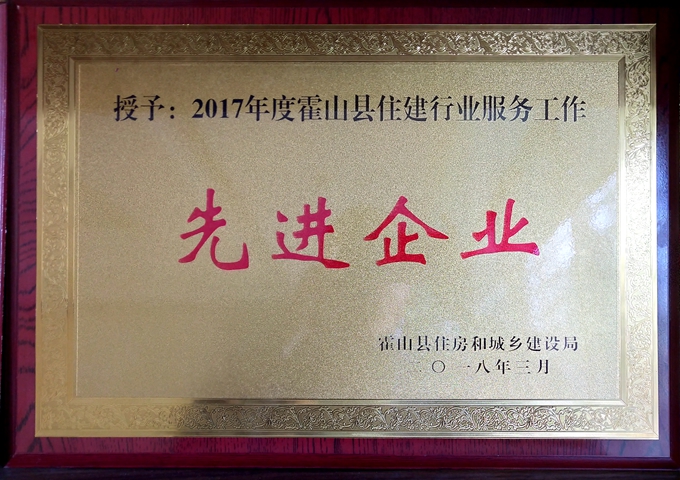 授予：2017年度霍山县住建行业服务工作
先进企业
霍山县住房和城乡建设局
二〇一八年三月